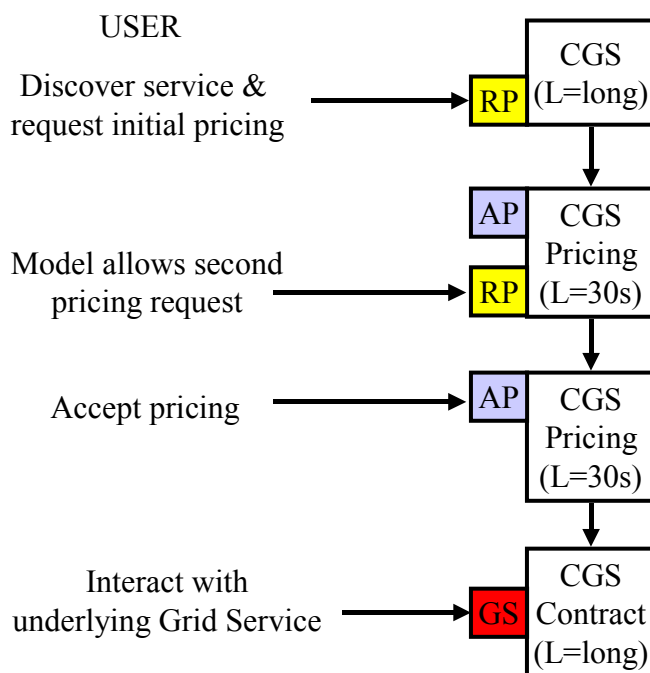 USER
Discover service &
request initial pricing
RP
CGS
(L=long)
AP
CGS
Pricing
(L=30s)
Model allows second
pricing request
RP
Accept pricing
AP
CGS
Pricing
(L=30s)
Interact with
underlying Grid Service
GS
CGS
Contract
(L=long)